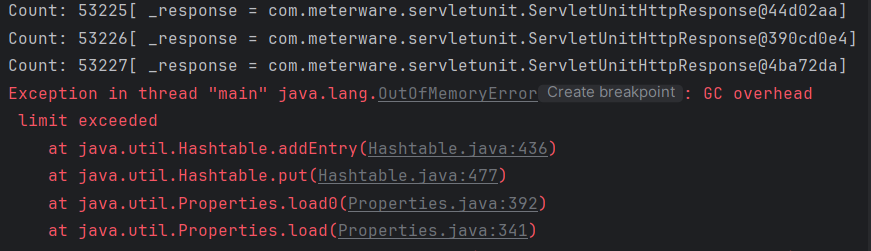 Count: 53225[ _response = com.meterware.servletunit.ServletUnitHttpResponse@44d02aa]
Count: 53226[ _response = com.meterware.servletunit.ServletUnitHttpResponse@390cd0e4]
Count: 53227[ _response = com.meterware.servletunit.ServletUnitHttpResponse@4ba72da]
Exception in thread "main" java.lang.OutOfMemoryError Create breakpoint : GC overhead
limit exceeded
at java.util.Hashtable.addEntry(Hashtable.java:436)
at java.util.Hashtable.put(Hashtable.java:477)
at java.util.Properties.load0(Properties.java:392)
at java.util.Properties.load(Properties.java:341)